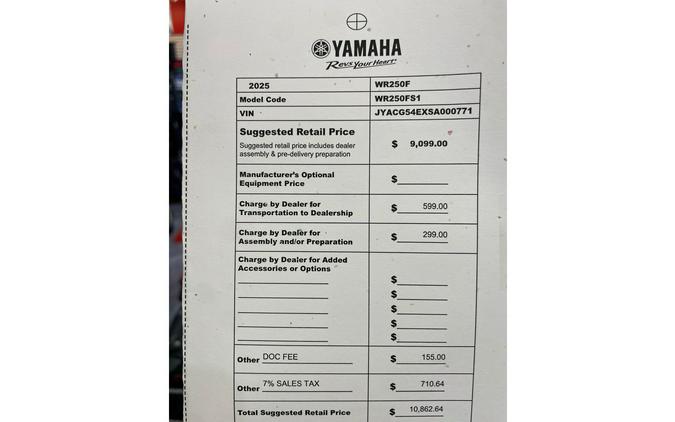 YAMAHA
Revs Your Heart
2025 WR250F
Model Code WR250FS1
VIN JYACG54EXSA000771
Suggested Retail Price
Suggested retail price includes dealer
assembly & pre-delivery preparation
$ 9,099.00
Manufacturer's Optional
Equipment Price
$
Charge by Dealer for
Transportation to Dealership
$ 599.00
Charge by Dealer for
Assembly and/or Preparation
$ 299.00
Charge by Dealer for Added
Accessories or Options
$
$
$
$
$
Other DOC FEE $ 155.00
Other 7% SALES TAX $ 710.64
Total Suggested Retail Price $ 10,862.64